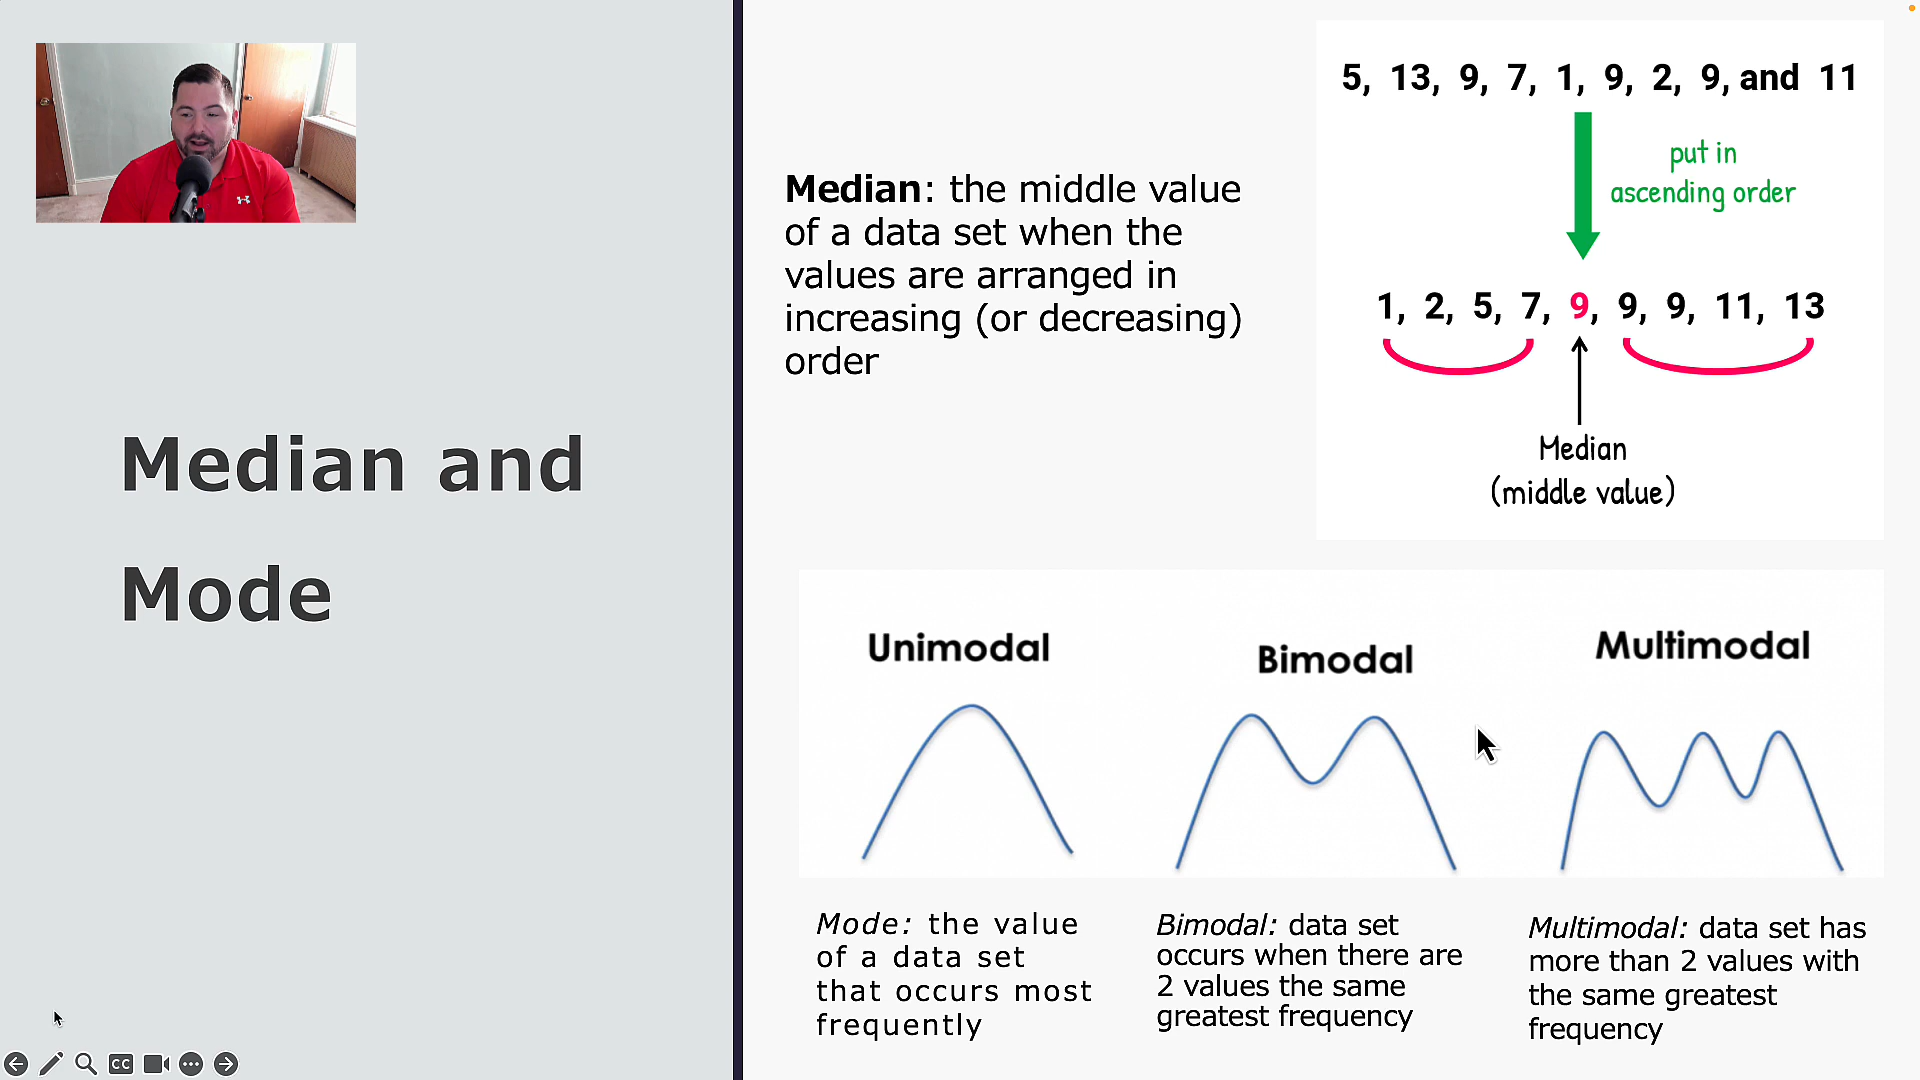 Median and
Mode
Median: the middle value
of a data set when the
values are arranged in
increasing (or decreasing)
order
5, 13, 9, 7, 1, 9, 2, 9, and 11
put in
ascending order
1, 2, 5, 7, 9, 9, 9, 11, 13
Median
(middle value)
Unimodal
Bimodal
Multimodal
Mode: the value
of a data set
that occurs most
frequently
Bimodal: data set
occurs when there are
2 values the same
greatest frequency
Multimodal: data set has
more than 2 values with
the same greatest
frequency
CC